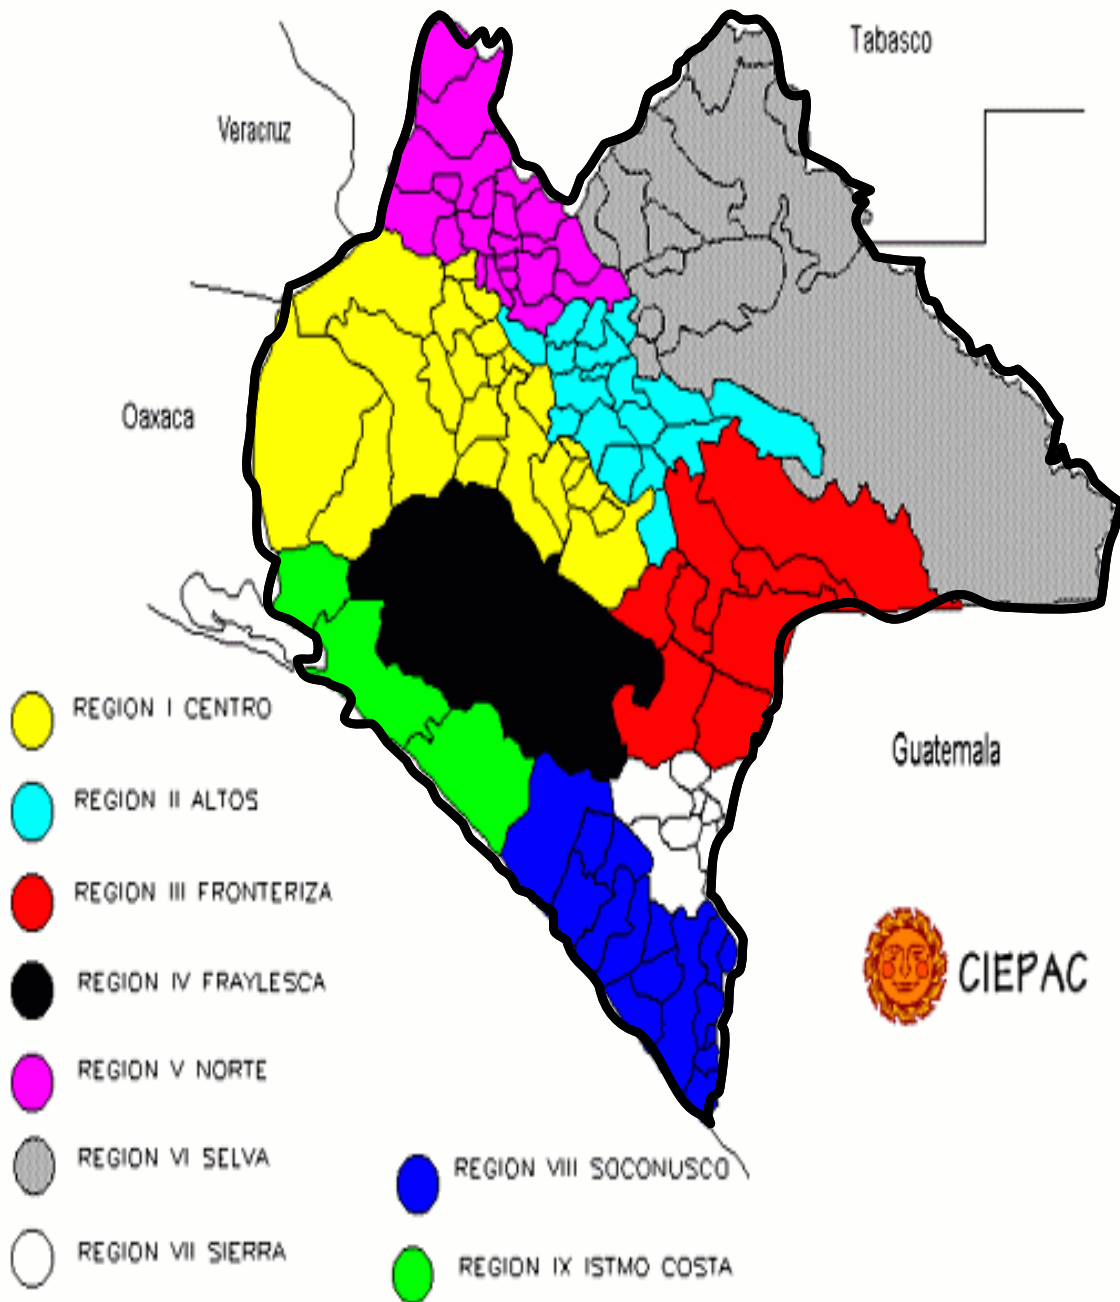 Tabasco
Veracruz
Oaxaca
Guatemala
REGION I CENTRO
REGION II ALTOS
REGION III FRONTERIZA
REGION IV FRAYLESCA
REGION V NORTE
REGION VI SELVA
REGION VII SIERRA
REGION VIII SOCONUSCO
REGION IX ISTMO COSTA
CIEPAC